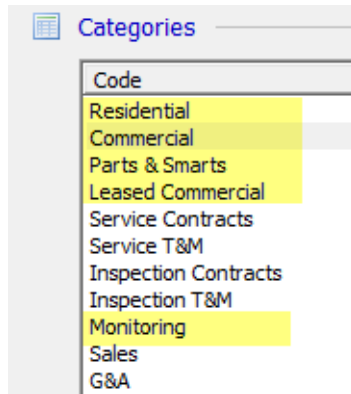 Categories
Code
Residential
Commercial
Parts & Smarts
Leased Commercial
Service Contracts
Service T&M
Inspection Contracts
Inspection T&M
Monitoring
Sales
G&A